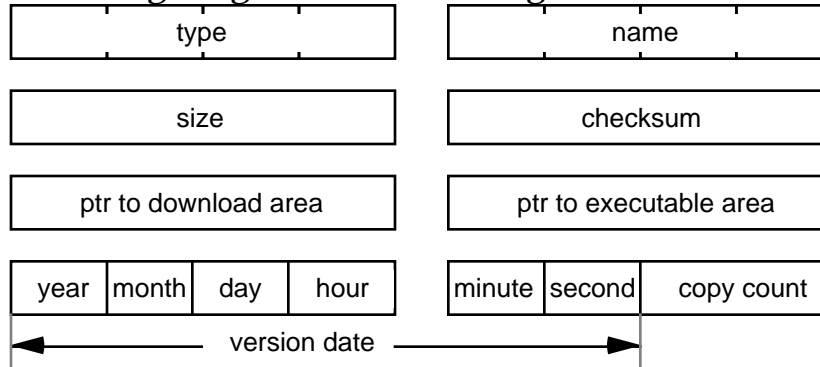 type name
size checksum
ptr to download area ptr to executable area
year month day hour minute second copy count
version date